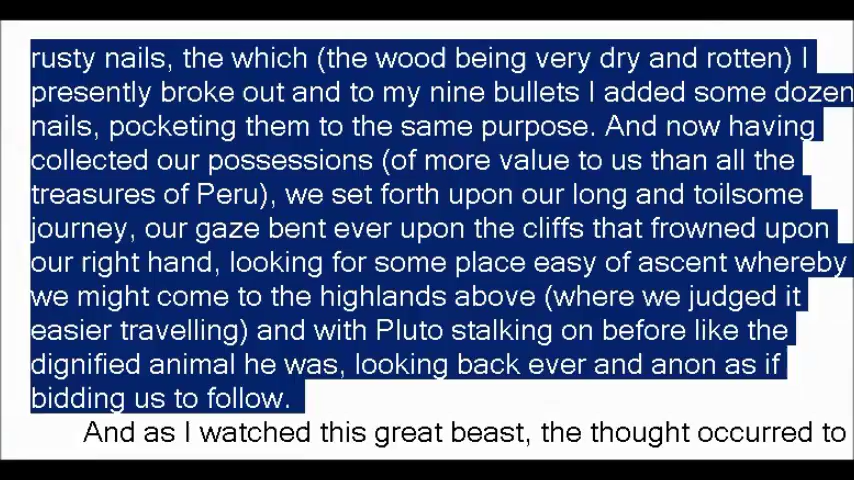 rusty nails, the which (the wood being very dry and rotten) I
presently broke out and to my nine bullets I added some dozen
nails, pocketing them to the same purpose. And now having
collected our possessions (of more value to us than all the
treasures of Peru), we set forth upon our long and toilsome
journey, our gaze bent ever upon the cliffs that frowned upon
our right hand, looking for some place easy of ascent whereby
we might come to the highlands above (where we judged it
easier travelling) and with Pluto stalking on before like the
dignified animal he was, looking back ever and anon as if
bidding us to follow.
And as I watched this great beast, the thought occurred to